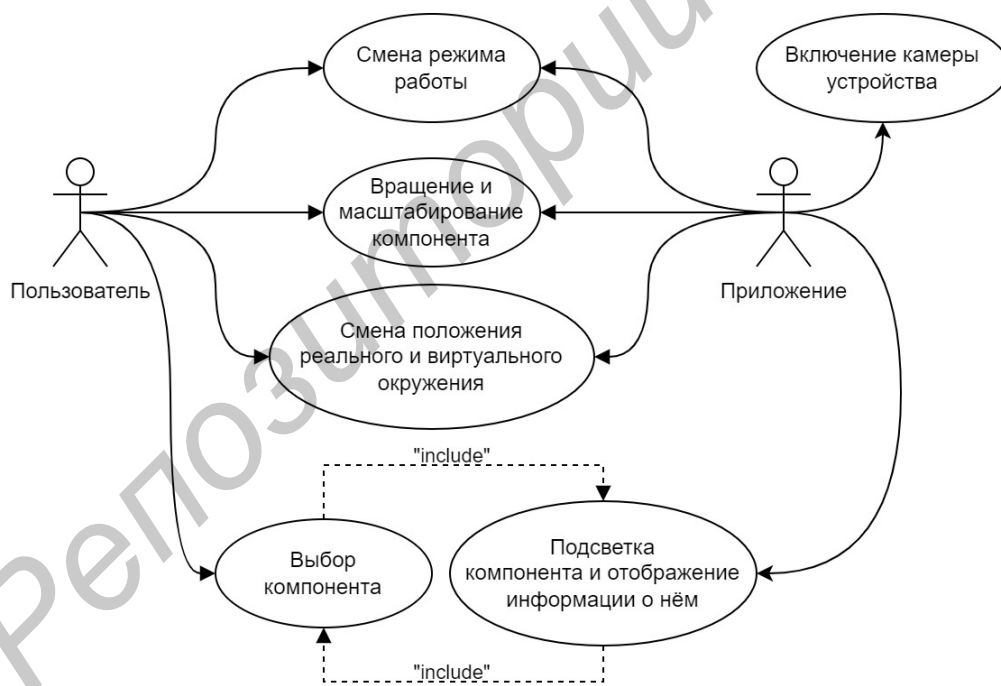 Смена режима
работы
Включение камеры
устройства
Вращение и
масштабирование
компонента
Пользователь
Приложение
Смена положения
реального и виртуального
окружения
"include"
Выбор
компонента
Подсветка
компонента и отображение
информации о нём
"include"